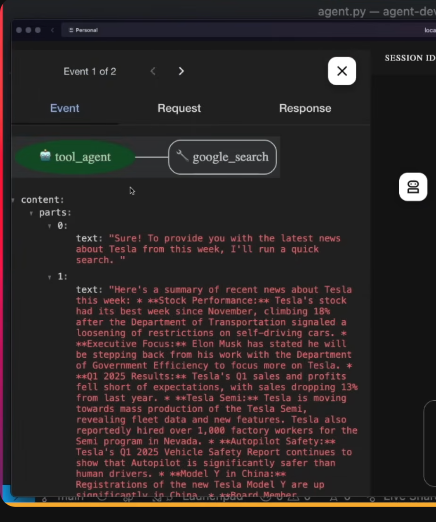 agent.py — agent-dev
Personal
loca
SESSION ID
Event 1 of 2
Event
Request
Response
tool_agent
google_search
content:
parts:
0:
text: "Sure! To provide you with the latest news
about Tesla from this week, I'll run a quick
search. "
1:
text: "Here's a summary of recent news about Tesla
this week: * **Stock Performance:** Tesla's stock
had its best week since November, climbing 18%
after the Department of Transportation signaled a
loosening of restrictions on self-driving cars. *
**Executive Focus:** Elon Musk has stated he will
be stepping back from his work with the Department
of Government Efficiency to focus more on Tesla. *
**Q1 2025 Results:** Tesla's Q1 sales and profits
fell short of expectations, with sales dropping 13%
from last year. * **Tesla Semi:** Tesla is moving
towards mass production of the Tesla Semi,
revealing fleet data and new features. Tesla also
reportedly hired over 1,000 factory workers for the
Semi program in Nevada. * **Autopilot Safety:**
Tesla's Q1 2025 Vehicle Safety Report continues to
show that Autopilot is significantly safer than
human drivers. * **Model Y in China:**
Registrations of the new Tesla Model Y are up
significantly in China. * **Board Member
main
Launchpad
Live Share